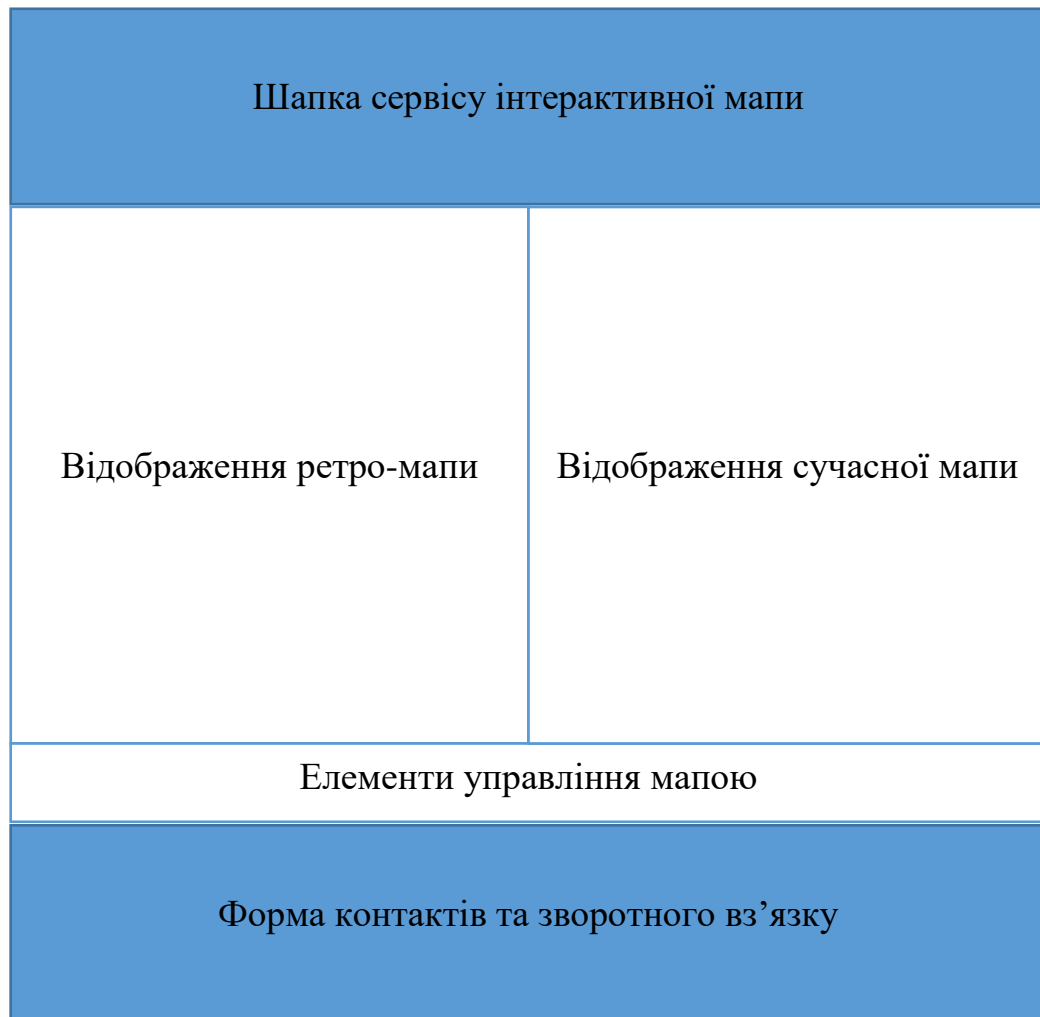 Шапка сервісу інтерактивної мапи
Відображення ретро-мапи
Відображення сучасної мапи
Елементи управління мапою
Форма контактів та зворотного вз’язку